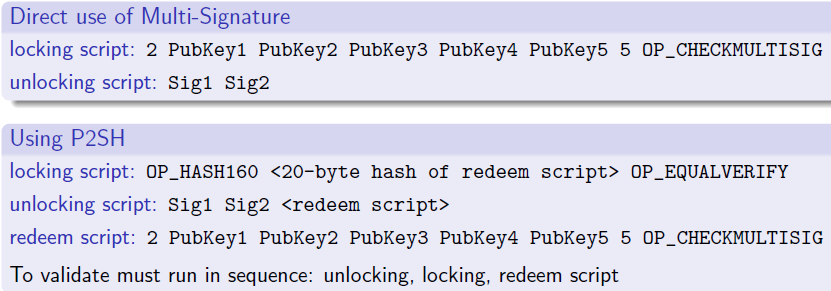 Direct use of Multi-Signature
locking script: 2 PubKey1 PubKey2 PubKey3 PubKey4 PubKey5 5 OP_CHECKMULTISIG
unlocking script: Sig1 Sig2
Using P2SH
locking script: OP_HASH160 <20-byte hash of redeem script> OP_EQUALVERIFY
unlocking script: Sig1 Sig2 <redeem script>
redeem script: 2 PubKey1 PubKey2 PubKey3 PubKey4 PubKey5 5 OP_CHECKMULTISIG
To validate must run in sequence: unlocking, locking, redeem script